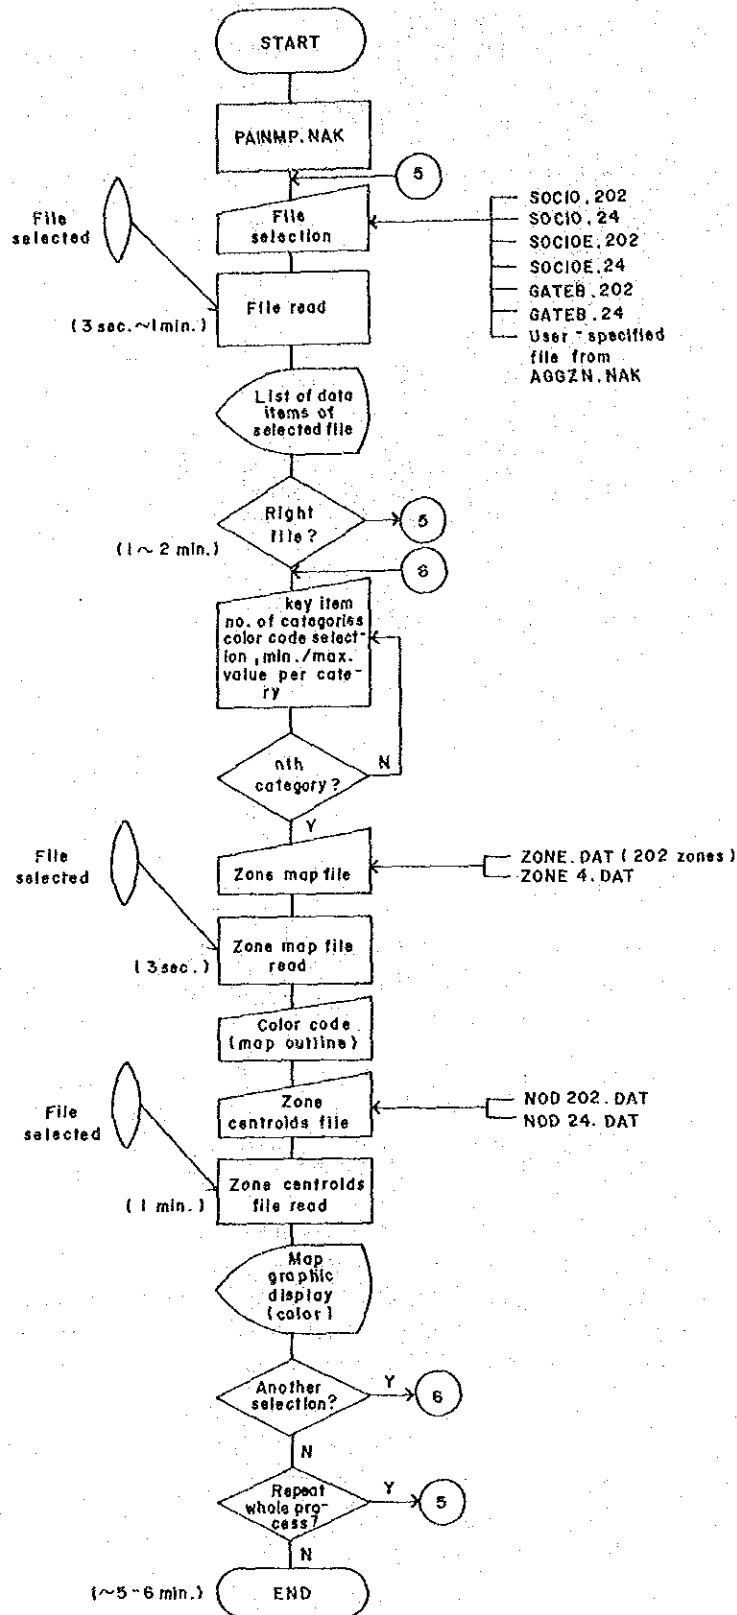 START
PAINMP.NAK
5
File
selected
File
selection
SOCIO.202
SOCIO.24
SOCIOE.202
SOCIOE.24
GATEB.202
GATEB.24
User-specified
file from
AGGZN.NAK
(3 sec.~1min.)
File read
List of data
items of
selected file
Right
file?
5
(1~ 2 min.)
6
key item
no. of categories
color code select-
ion ,min./max.
value per cate-
ry
nth
category?
N
Y
File
selected
Zone map file
ZONE.DAT (202 zones)
ZONE 4.DAT
(3sec.)
Zone map file
read
Color code
(map outline)
File
selected
Zone
centroids file
NOD 202.DAT
NOD 24.DAT
(1 min.)
Zone centroids
file read
Map
graphic
display
(color)
Another
selection?
Y
6
N
Repeat
whole pro-
cess?
Y
5
N
(~5-6 min.)
END